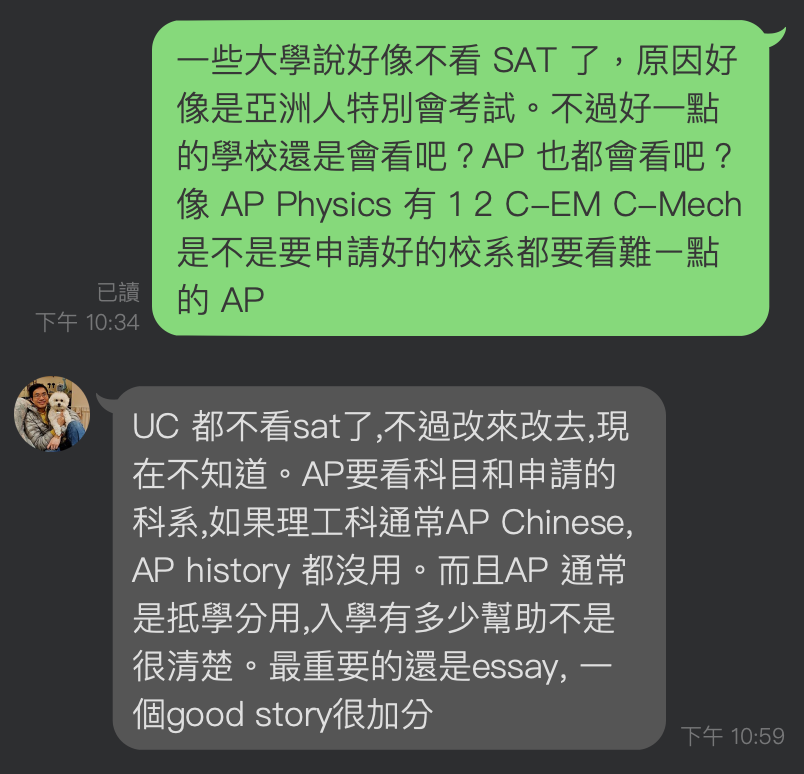 一些大學說好像不看 SAT 了，原因好
像是亞洲人特別會考試。不過好一點
的學校還是會看吧？AP 也都會看吧？
像 AP Physics 有 1 2 C-EM C-Mech
是不是要申請好的校系都要看難一點
的 AP
已讀
下午 10:34
UC 都不看sat了,不過改來改去,現
在不知道。AP要看科目和申請的
科系,如果理工科通常AP Chinese,
AP history 都沒用。而且AP 通常
是抵學分用,入學有多少幫助不是
很清楚。最重要的還是essay, 一
個good story很加分
下午 10:59